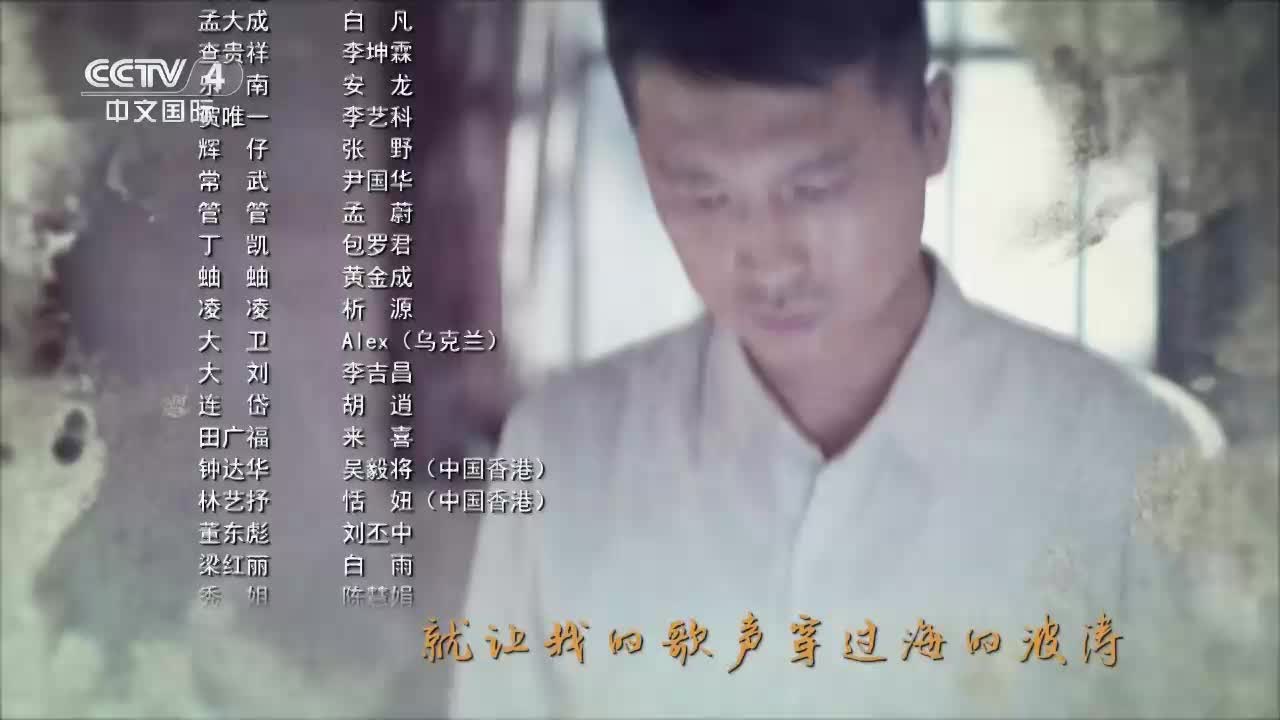 孟大成 白 凡
查贵祥 李坤霖
CCTV 4
乐 南 安 龙
中文国际
贺唯一 李艺科
辉 仔 张 野
常 武 尹国华
管 管 孟 蔚
丁 凯 包罗君
蚰 蚰 黄金成
凌 凌 析 源
大 卫 Alex（乌克兰）
大 刘 李吉昌
连 岱 胡 逍
田广福 来 喜
钟达华 吴毅将（中国香港）
林艺抒 恬 妞（中国香港）
董东彪 刘丕中
梁红丽 白 雨
秀 姐 陈慧娟
就让我的歌声穿过海的波涛